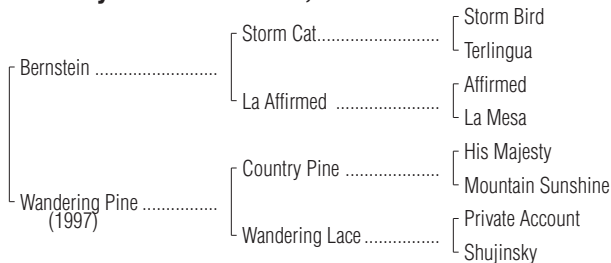 Storm Bird
Storm Cat....................
Terlingua
Bernstein ............................
Affirmed
La Affirmed .......................
La Mesa
His Majesty
Country Pine .....................
Mountain Sunshine
Wandering Pine .................
(1997)
Private Account
Wandering Lace.................
Shujinsky